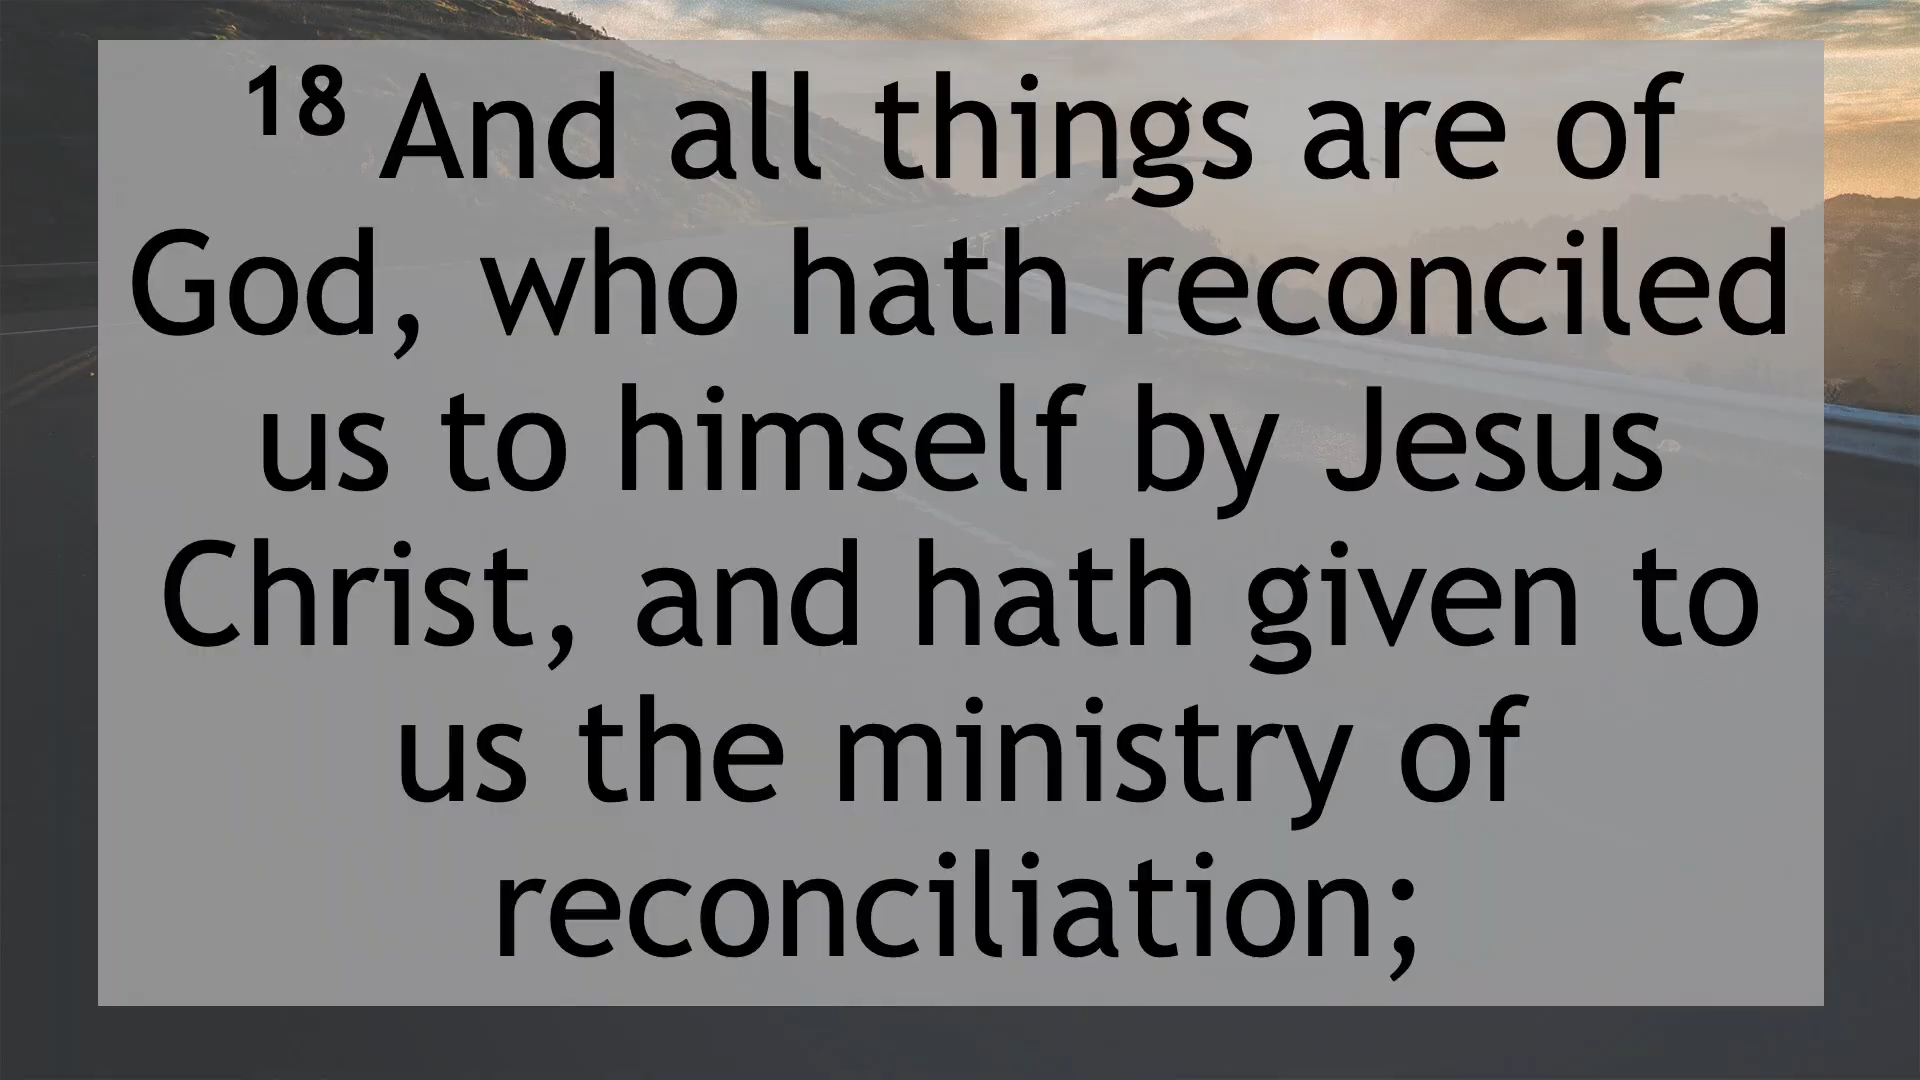 18 And all things are of
God, who hath reconciled
us to himself by Jesus
Christ, and hath given to
us the ministry of
reconciliation;